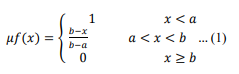 1 x < a
μf(x) = { b−x / b−a a < x < b ... (1)
0 x ≥ b